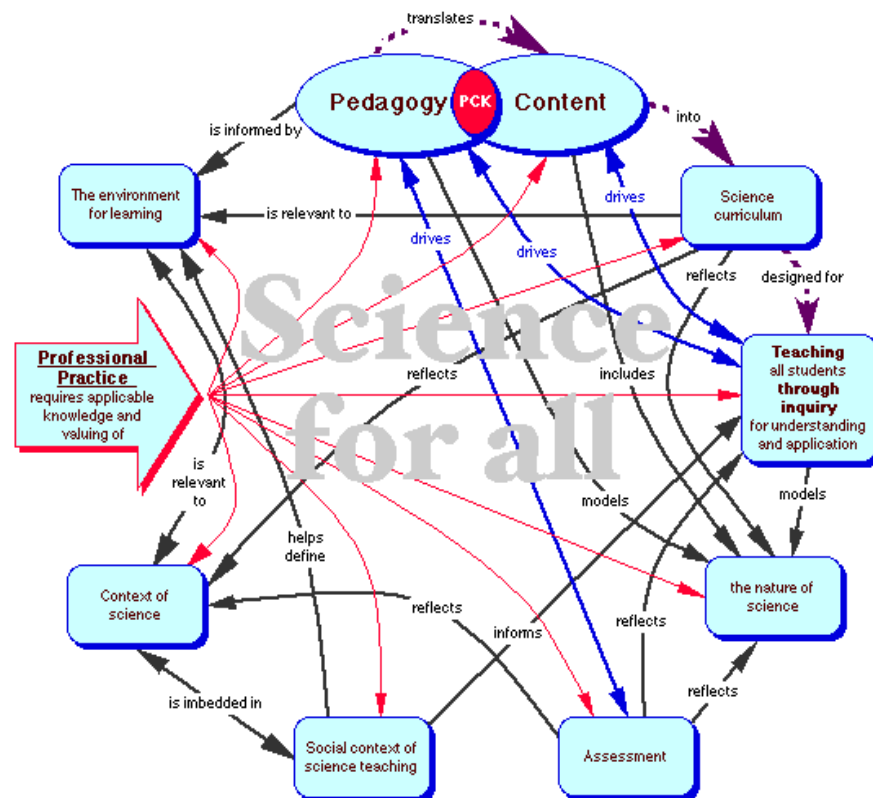 translates
Pedagogy
PCK
Content
is informed by
into
The environment
for learning
is relevant to
drives
drives
drives
Science
curriculum
reflects
designed for
Science
for all
Professional
Practice
requires applicable
knowledge and
valuing of
reflects
includes
Teaching
all students
through
inquiry
for understanding
and application
is
relevant
to
helps
define
models
models
Context of
science
reflects
informs
reflects
the nature of
science
is imbedded in
reflects
Social context of
science teaching
Assessment